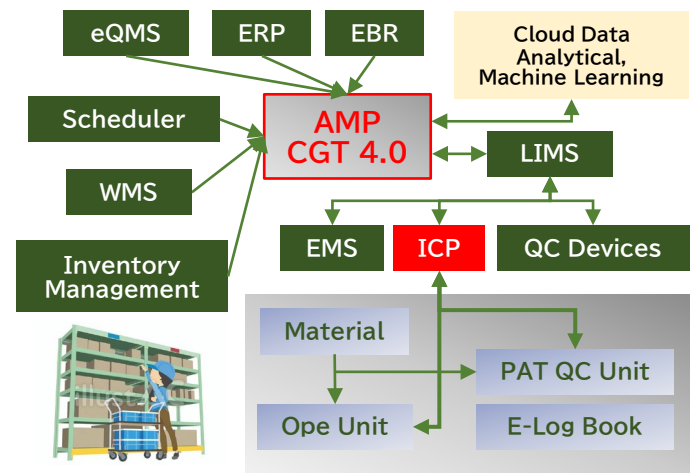 eQMS
ERP
EBR
Cloud Data
Analytical,
Machine Learning
Scheduler
AMP
CGT 4.0
LIMS
WMS
EMS
ICP
QC Devices
Inventory
Management
Material
PAT QC Unit
Ope Unit
E-Log Book